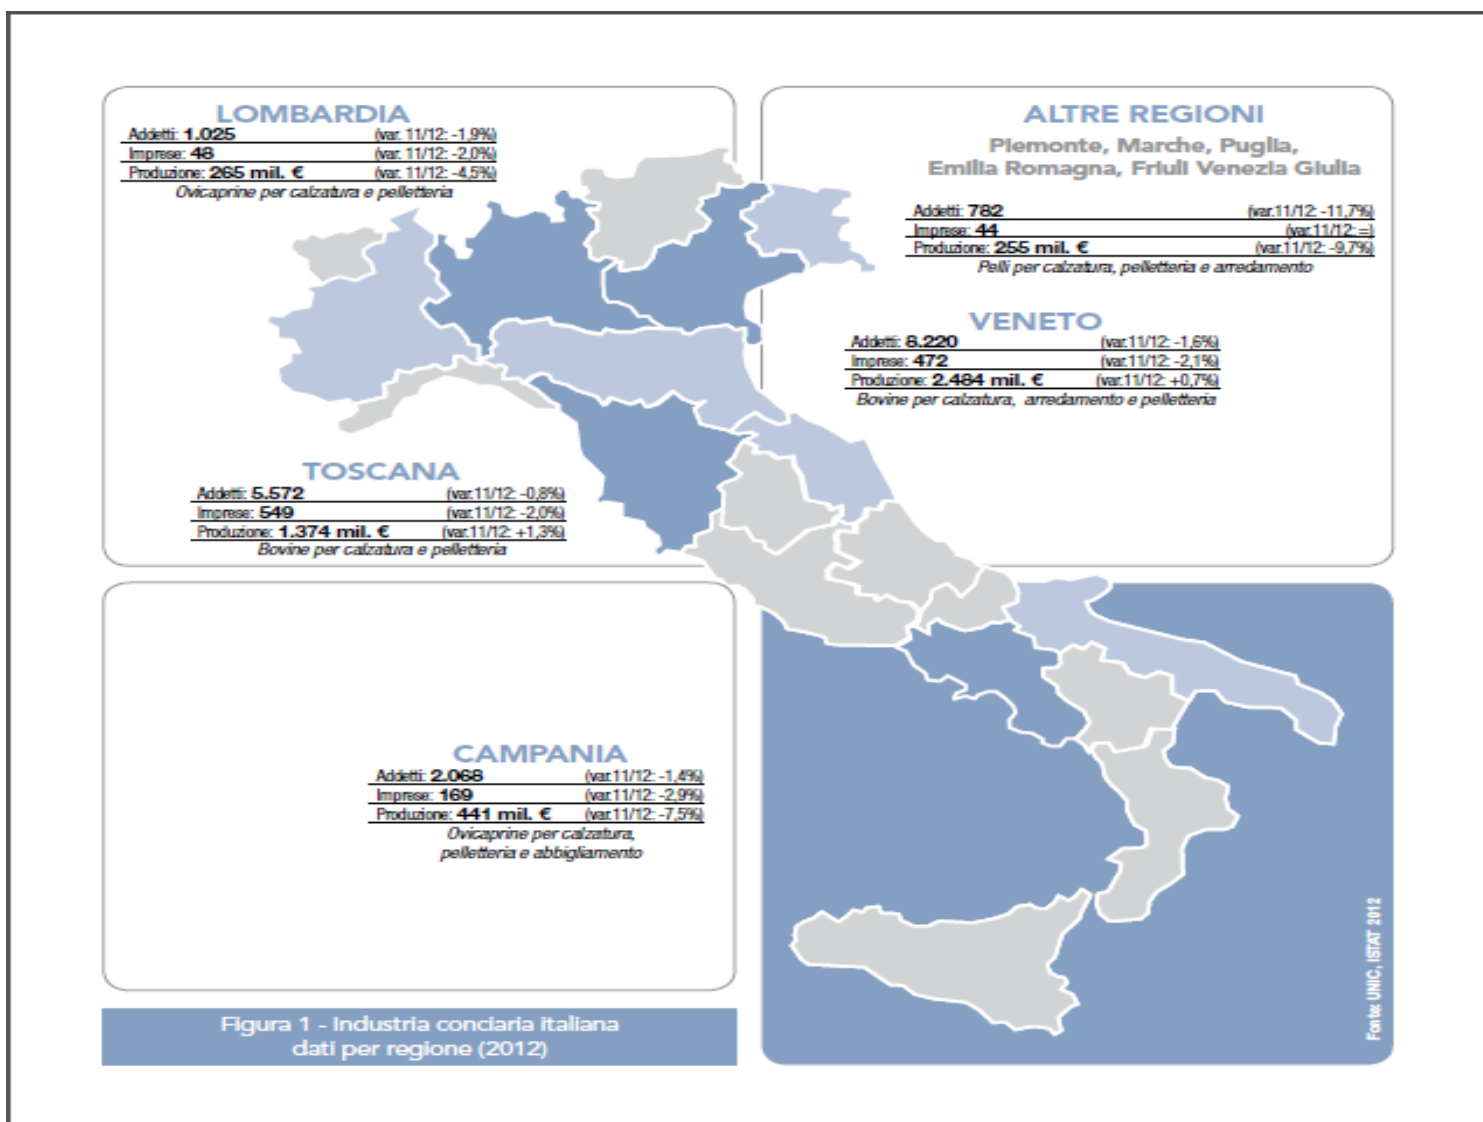 LOMBARDIA
Addetti: 1.025 (var. 11/12: -1,9%)
Imprese: 48 (var. 11/12: -2,0%)
Produzione: 265 mil. € (var. 11/12: -4,5%)
Ovicaprine per calzatura e pelletteria
ALTRE REGIONI
Piemonte, Marche, Puglia,
Emilia Romagna, Friuli Venezia Giulia
Addetti: 782 (var.11/12: -11,7%)
Imprese: 44 (var.11/12: =)
Produzione: 255 mil. € (var.11/12: -9,7%)
Pelli per calzatura, pelletteria e arredamento
VENETO
Addetti: 8.220 (var.11/12: -1,6%)
Imprese: 472 (var.11/12: -2,1%)
Produzione: 2.484 mil. € (var.11/12: +0,7%)
Bovine per calzatura, arredamento e pelletteria
TOSCANA
Addetti: 5.572 (var.11/12: -0,8%)
Imprese: 549 (var.11/12: -2,0%)
Produzione: 1.374 mil. € (var.11/12: +1,3%)
Bovine per calzatura e pelletteria
CAMPANIA
Addetti: 2.068 (var.11/12: -1,4%)
Imprese: 169 (var.11/12: -2,9%)
Produzione: 441 mil. € (var.11/12: -7,5%)
Ovicaprine per calzatura,
pelletteria e abbigliamento
Fonte: UNIC, ISTAT 2012
Figura 1 - Industria conciaria italiana
dati per regione (2012)